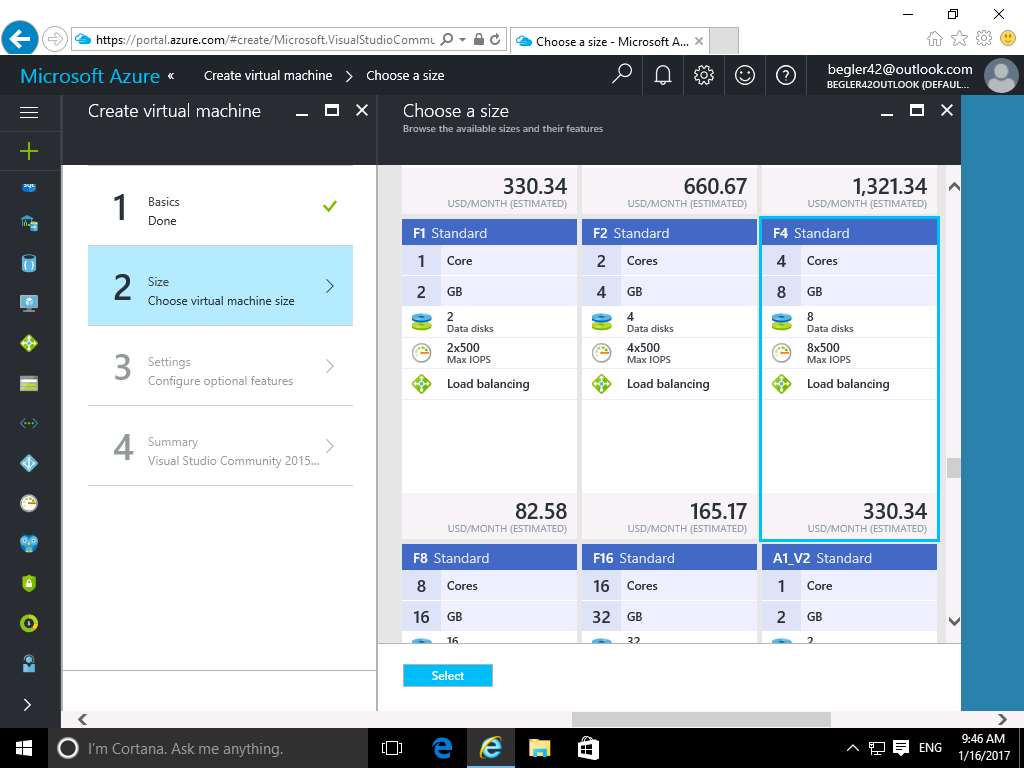 https://portal.azure.com/#create/Microsoft.VisualStudioCommu
Choose a size - Microsoft A...
Microsoft Azure «
Create virtual machine
Choose a size
begler42@outlook.com
BEGLER42OUTLOOK (DEFAUL...
Create virtual machine
1
Basics
Done
2
Size
Choose virtual machine size
3
Settings
Configure optional features
4
Summary
Visual Studio Community 2015...
Choose a size
Browse the available sizes and their features
330.34
USD/MONTH (ESTIMATED)
660.67
USD/MONTH (ESTIMATED)
1,321.34
USD/MONTH (ESTIMATED)
F1 Standard
1 Core
2 GB
2
Data disks
2x500
Max IOPS
Load balancing
82.58
USD/MONTH (ESTIMATED)
F2 Standard
2 Cores
4 GB
4
Data disks
4x500
Max IOPS
Load balancing
165.17
USD/MONTH (ESTIMATED)
F4 Standard
4 Cores
8 GB
8
Data disks
8x500
Max IOPS
Load balancing
330.34
USD/MONTH (ESTIMATED)
F8 Standard
8 Cores
16 GB
16
F16 Standard
16 Cores
32 GB
32
A1_V2 Standard
1 Core
2 GB
2
Select
I'm Cortana. Ask me anything.
ENG
9:46 AM
1/16/2017